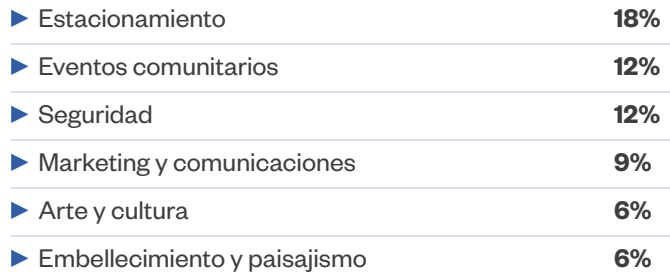 Estacionamiento 18%
Eventos comunitarios 12%
Seguridad 12%
Marketing y comunicaciones 9%
Arte y cultura 6%
Embellecimiento y paisajismo 6%